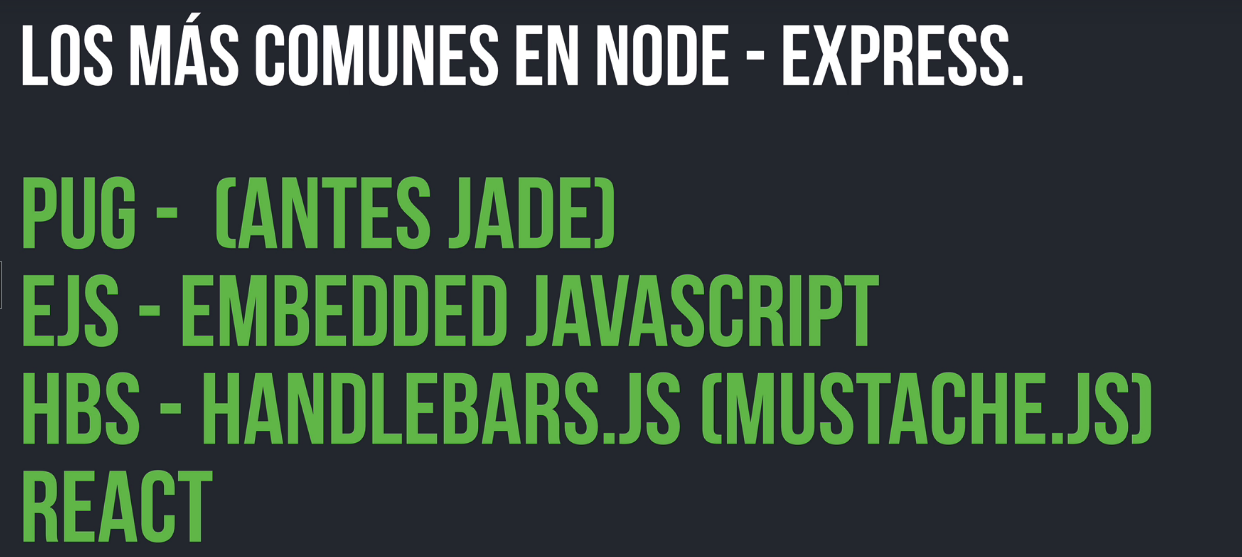 LOS MÁS COMUNES EN NODE - EXPRESS.
PUG - (ANTES JADE)
EJS - EMBEDDED JAVASCRIPT
HBS - HANDLEBARS.JS (MUSTACHE.JS)
REACT